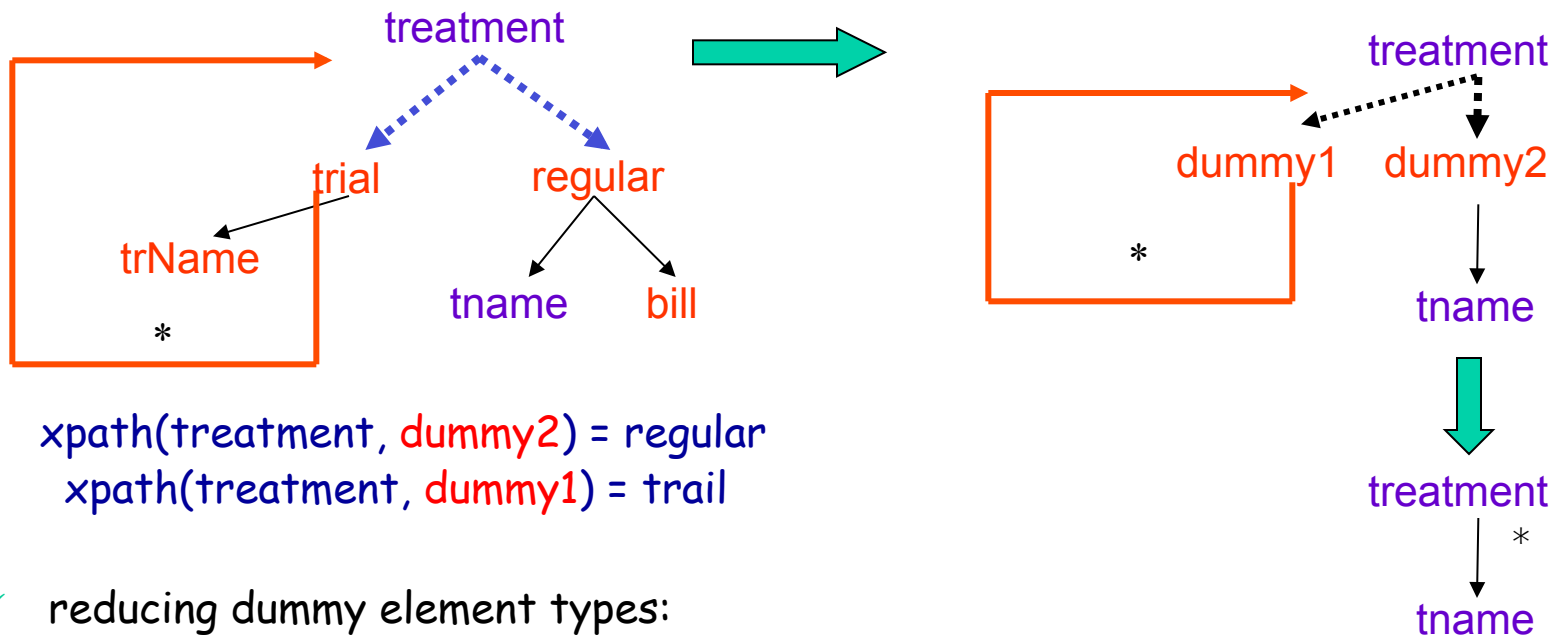 treatment
trial
regular
trName
tname
bill
*
xpath(treatment, dummy2) = regular
xpath(treatment, dummy1) = trail
reducing dummy element types:
treatment
dummy1
dummy2
*
tname
treatment
*
tname